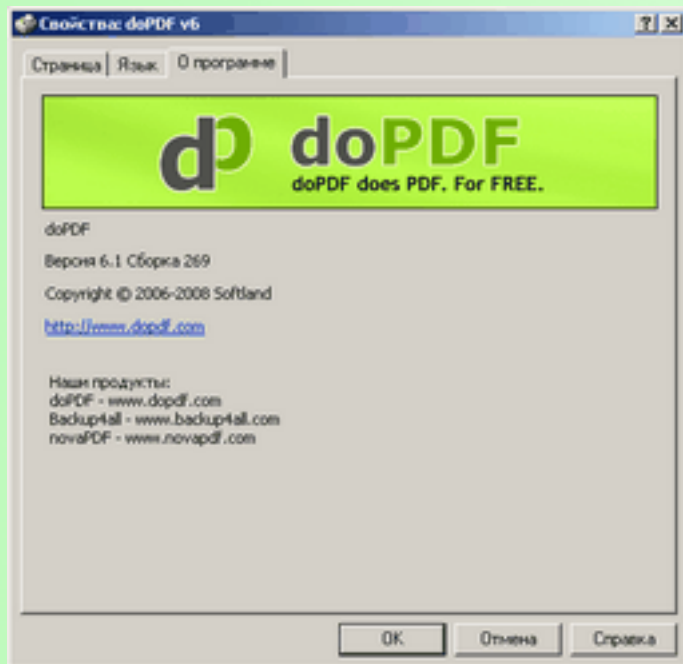 Свойства: doPDF v6
Страница
Язык
О программе
dp doPDF
doPDF does PDF. For FREE.
doPDF
Версия 6.1 Сборка 269
Copyright © 2006-2008 Softland
http://www.dopdf.com
Наши продукты:
doPDF - www.dopdf.com
Backup4all - www.backup4all.com
novaPDF - www.novapdf.com
OK
Отмена
Справка